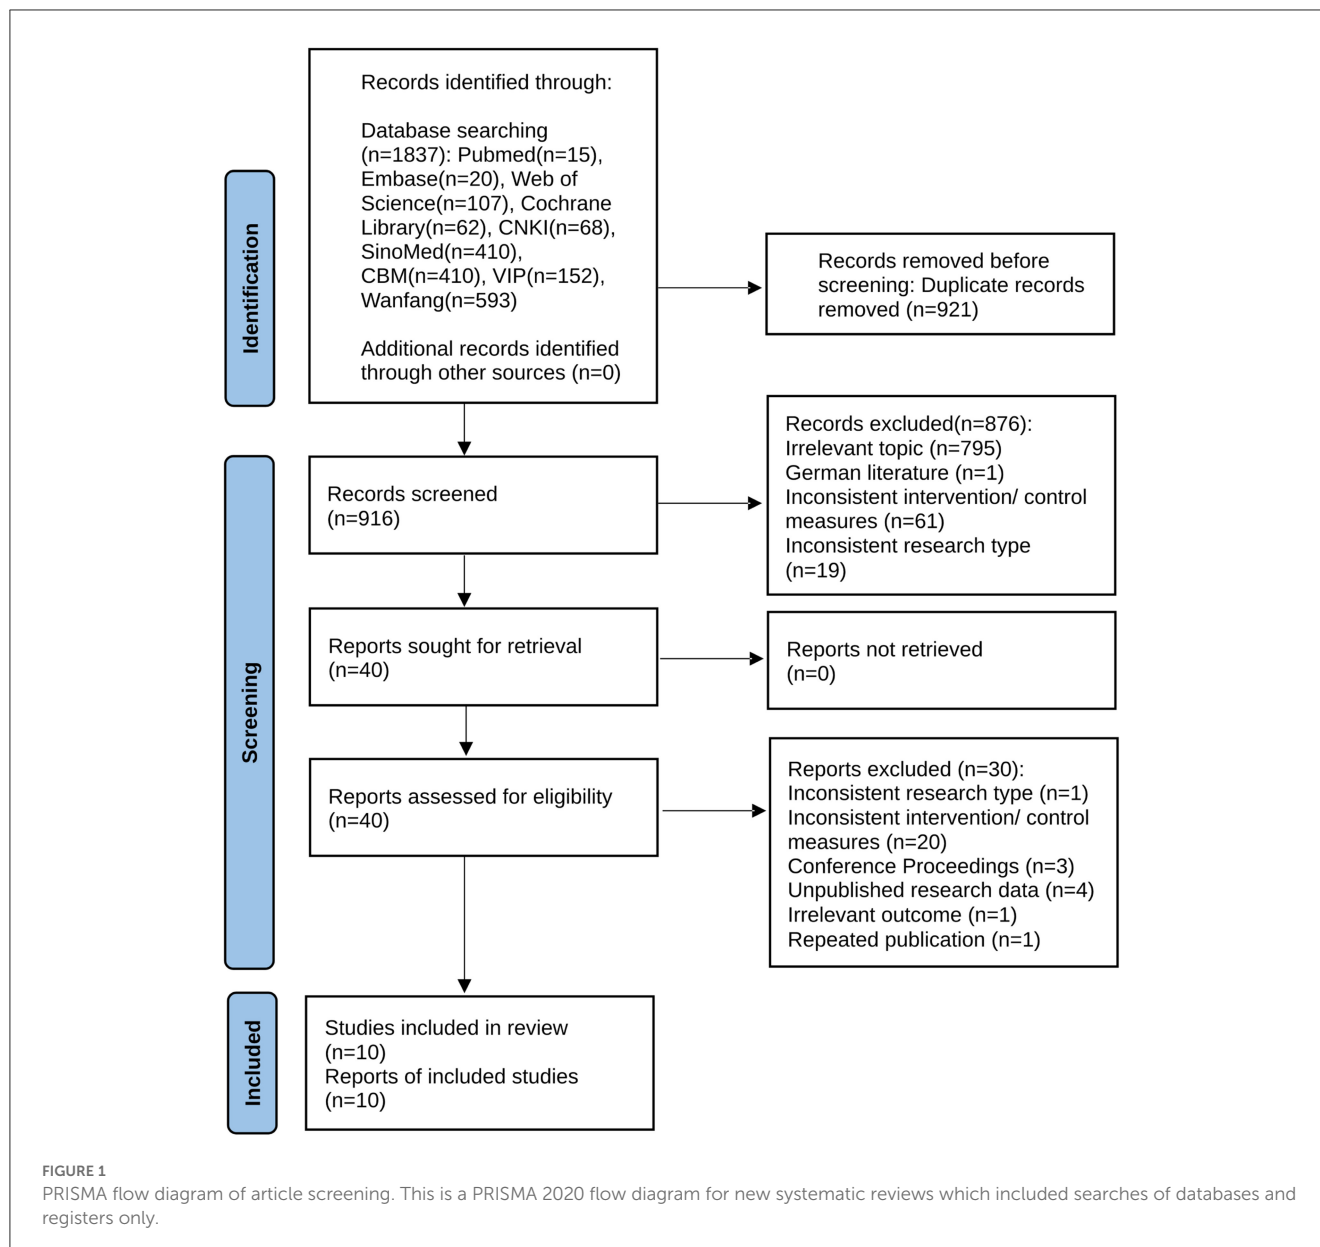 Records identified through:
Database searching
(n=1837): Pubmed(n=15),
Embase(n=20), Web of
Science(n=107), Cochrane
Library(n=62), CNKI(n=68),
SinoMed(n=410),
CBM(n=410), VIP(n=152),
Wanfang(n=593)
Additional records identified
through other sources (n=0)
Identification
Records removed before
screening: Duplicate records
removed (n=921)
Records screened
(n=916)
Records excluded(n=876):
Irrelevant topic (n=795)
German literature (n=1)
Inconsistent intervention/ control
measures (n=61)
Inconsistent research type
(n=19)
Screening
Reports sought for retrieval
(n=40)
Reports not retrieved
(n=0)
Reports assessed for eligibility
(n=40)
Reports excluded (n=30):
Inconsistent research type (n=1)
Inconsistent intervention/ control
measures (n=20)
Conference Proceedings (n=3)
Unpublished research data (n=4)
Irrelevant outcome (n=1)
Repeated publication (n=1)
Included
Studies included in review
(n=10)
Reports of included studies
(n=10)
FIGURE 1
PRISMA flow diagram of article screening. This is a PRISMA 2020 flow diagram for new systematic reviews which included searches of databases and
registers only.